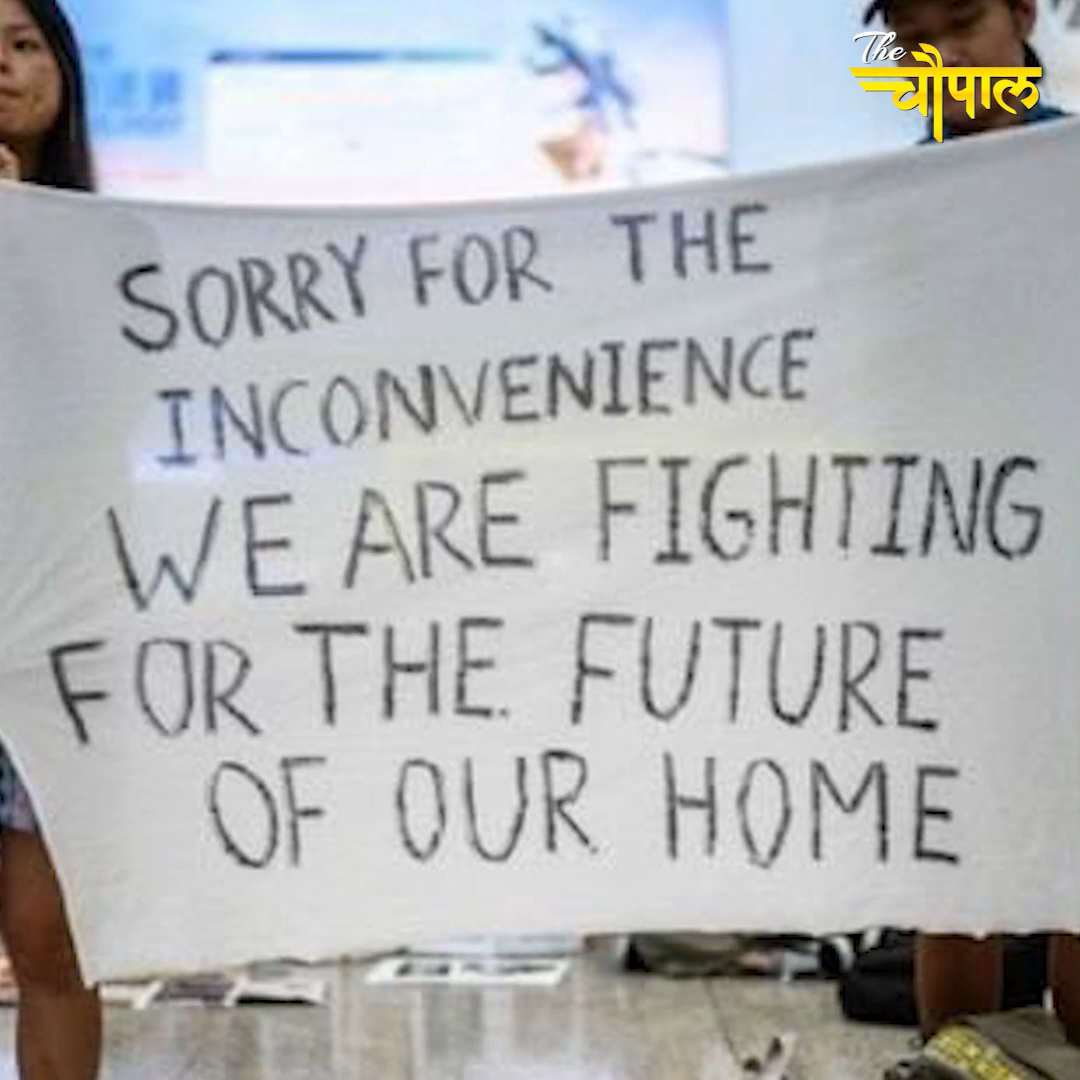 The
चौपाल
SORRY FOR THE
INCONVENIENCE
WE ARE FIGHTING
FOR THE. FUTURE
OF OUR HOME